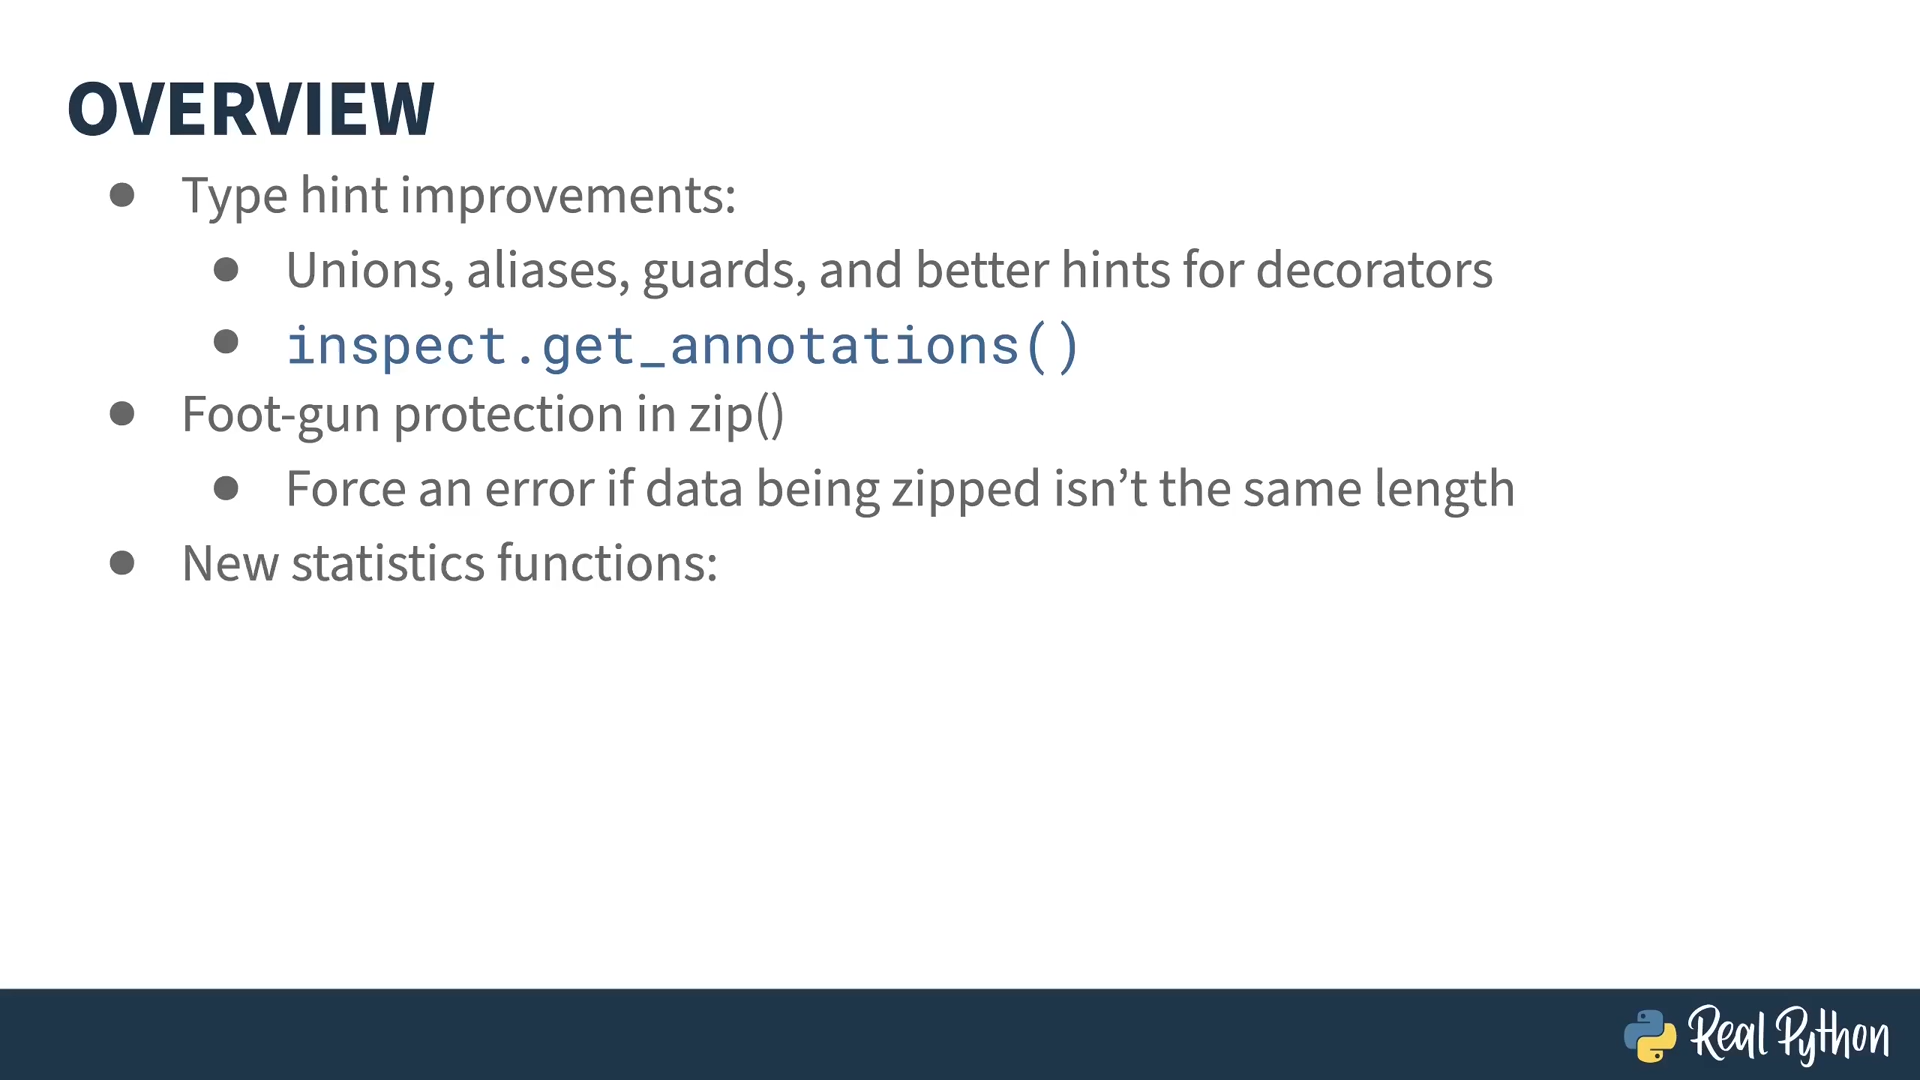 OVERVIEW
● Type hint improvements:
● Unions, aliases, guards, and better hints for decorators
● inspect.get_annotations()
● Foot-gun protection in zip()
● Force an error if data being zipped isn’t the same length
● New statistics functions:
Real Python